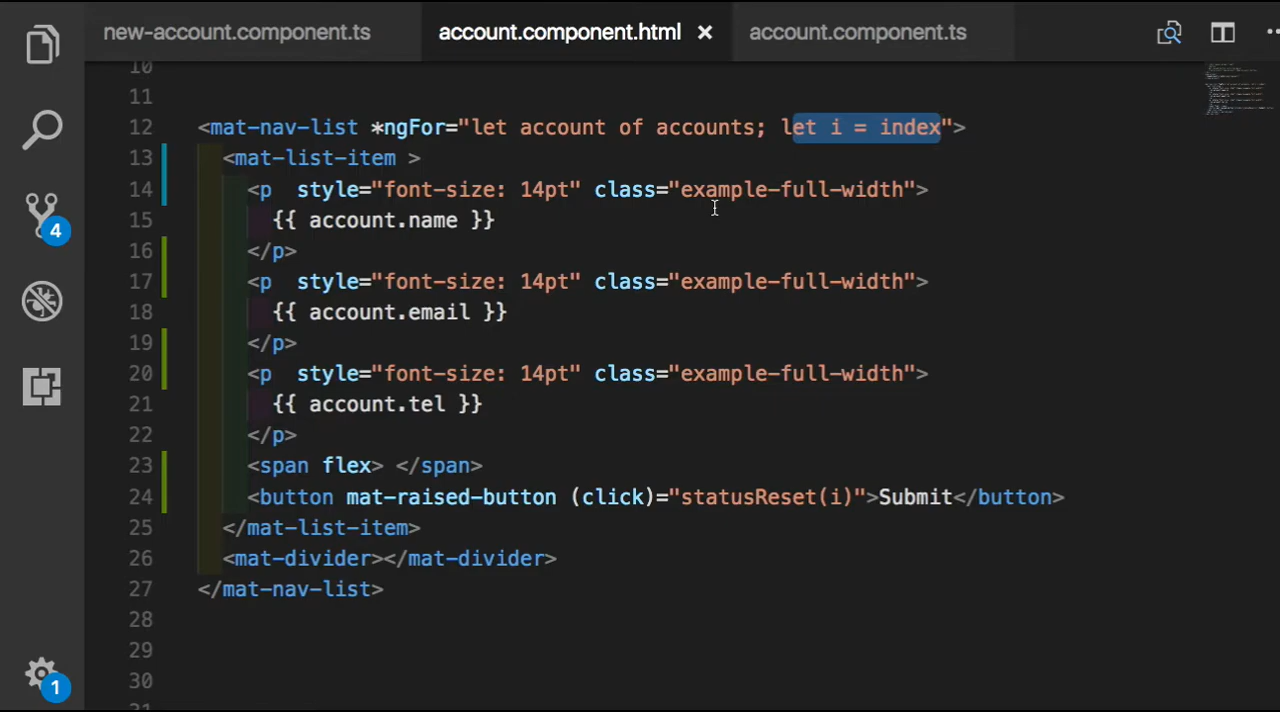 new-account.component.ts account.component.html × account.component.ts
10
11
12 <mat-nav-list *ngFor="let account of accounts; let i = index">
13 <mat-list-item >
14 <p  style="font-size: 14pt" class="example-full-width">
15 {{ account.name }}
16 </p>
17 <p  style="font-size: 14pt" class="example-full-width">
18 {{ account.email }}
19 </p>
20 <p  style="font-size: 14pt" class="example-full-width">
21 {{ account.tel }}
22 </p>
23 <span flex> </span>
24 <button mat-raised-button (click)="statusReset(i)">Submit</button>
25 </mat-list-item>
26 <mat-divider></mat-divider>
27 </mat-nav-list>
28
29
30
4
1